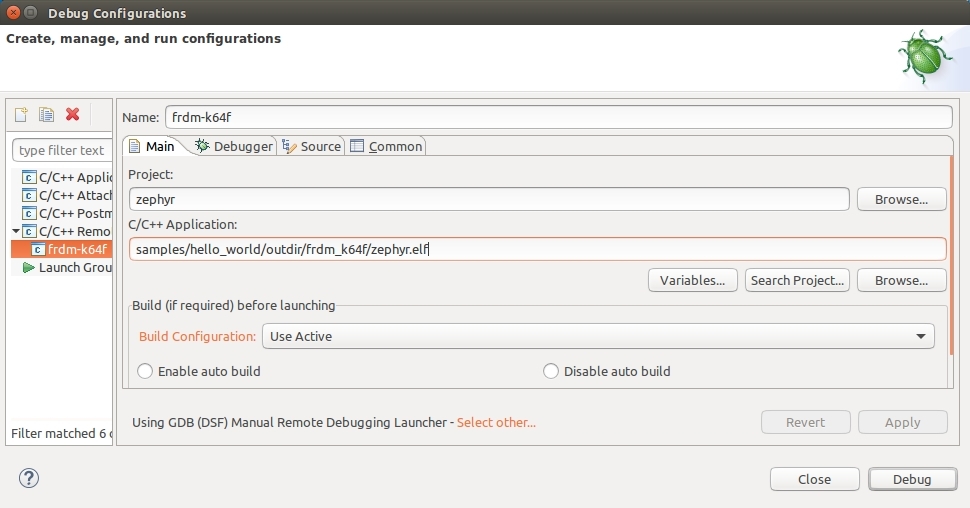 Debug Configurations
Create, manage, and run configurations
Name: frdm-k64f
type filter text
C/C++ Applic
C/C++ Attach
C/C++ Postm
C/C++ Remo
frdm-k64f
Launch Grou
Filter matched 6 o
Main Debugger Source Common
Project:
zephyr Browse...
C/C++ Application:
samples/hello_world/outdir/frdm_k64f/zephyr.elf
Variables... Search Project... Browse...
Build (if required) before launching
Build Configuration: Use Active
Enable auto build Disable auto build
Using GDB (DSF) Manual Remote Debugging Launcher - Select other...
Revert Apply
? Close Debug